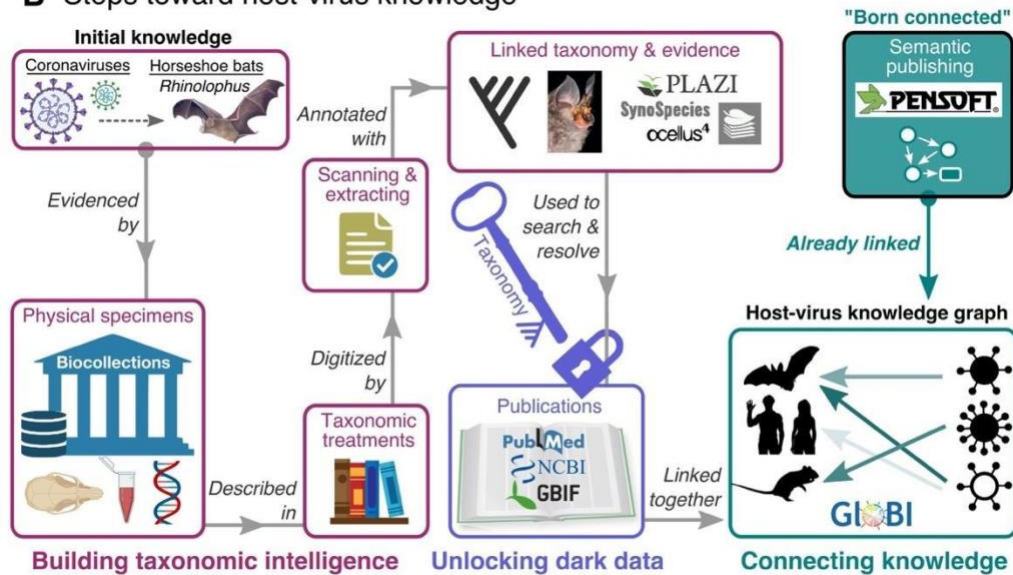 B Steps toward host-virus knowledge
Initial knowledge
Coronaviruses
Horseshoe bats
Rhinolophus
Evidenced
by
Physical specimens
Biocollections
Described
in
Taxonomic
treatments
Digitized
by
Scanning &
extracting
Annotated
with
Linked taxonomy & evidence
PLAZI
SynoSpecies
ocellus4
Used to
search &
resolve
Taxonomy
Publications
PubMed
NCBI
GBIF
Linked
together
"Born connected"
Semantic
publishing
PENSOFT®
Already linked
Host-virus knowledge graph
GloBI
Building taxonomic intelligence
Unlocking dark data
Connecting knowledge